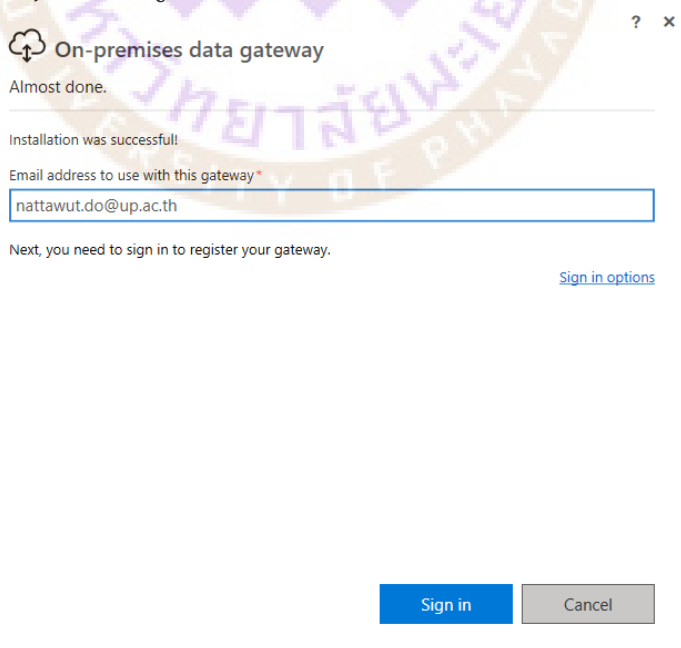 ? ×
On-premises data gateway
Almost done.
Installation was successful!
Email address to use with this gateway*
nattawut.do@up.ac.th
Next, you need to sign in to register your gateway.
Sign in options
Sign in
Cancel